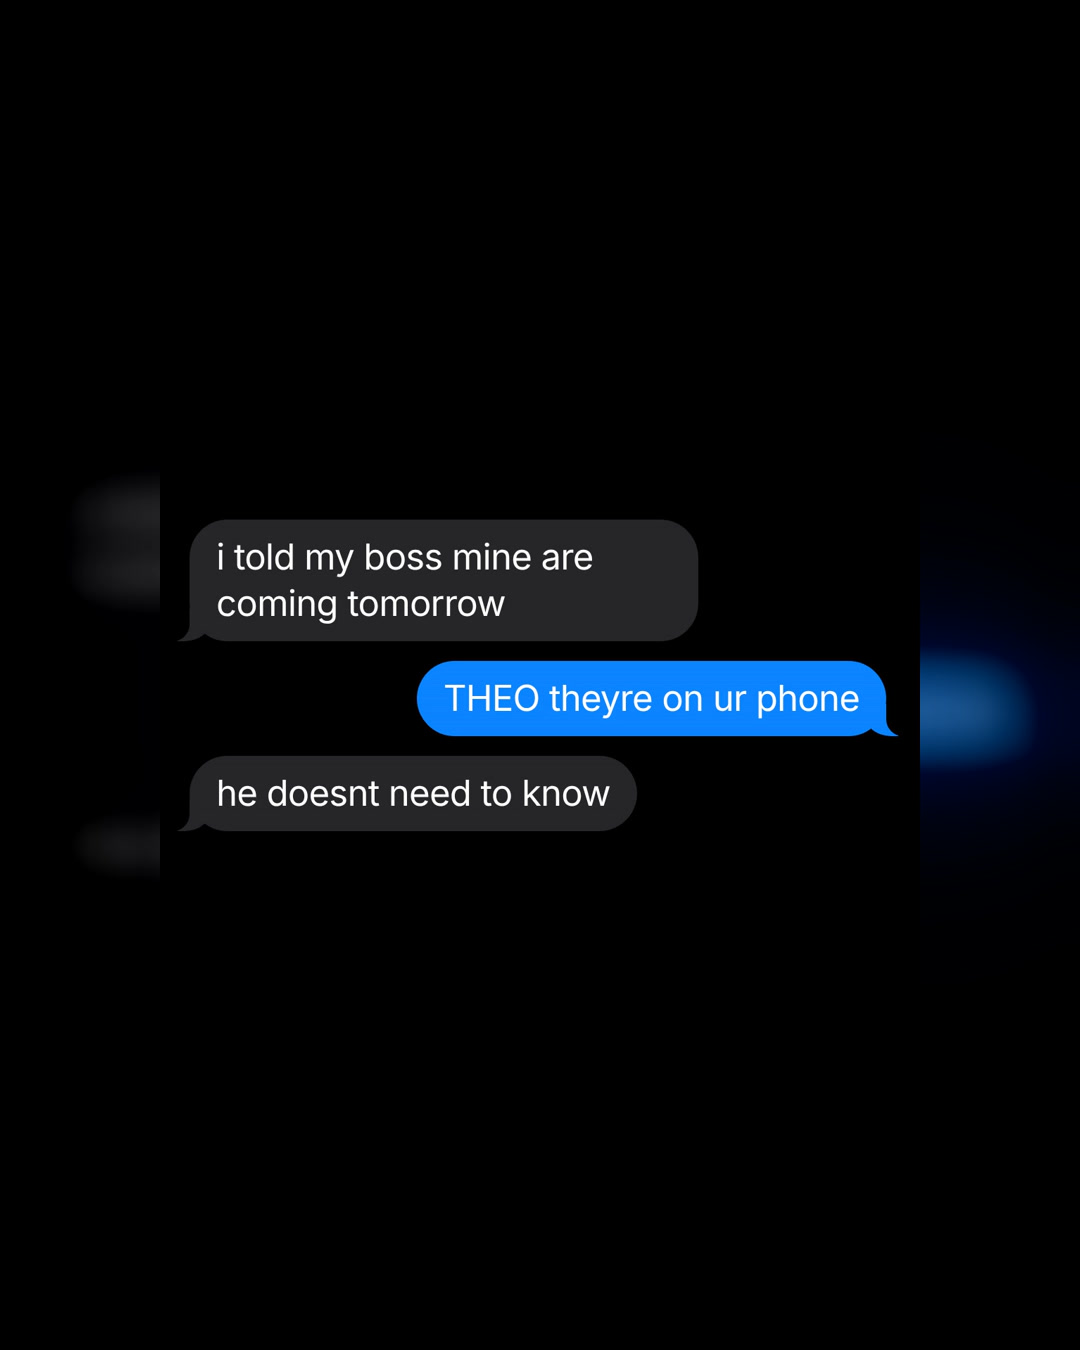 i told my boss mine are
coming tomorrow
THEO theyre on ur phone
he doesnt need to know